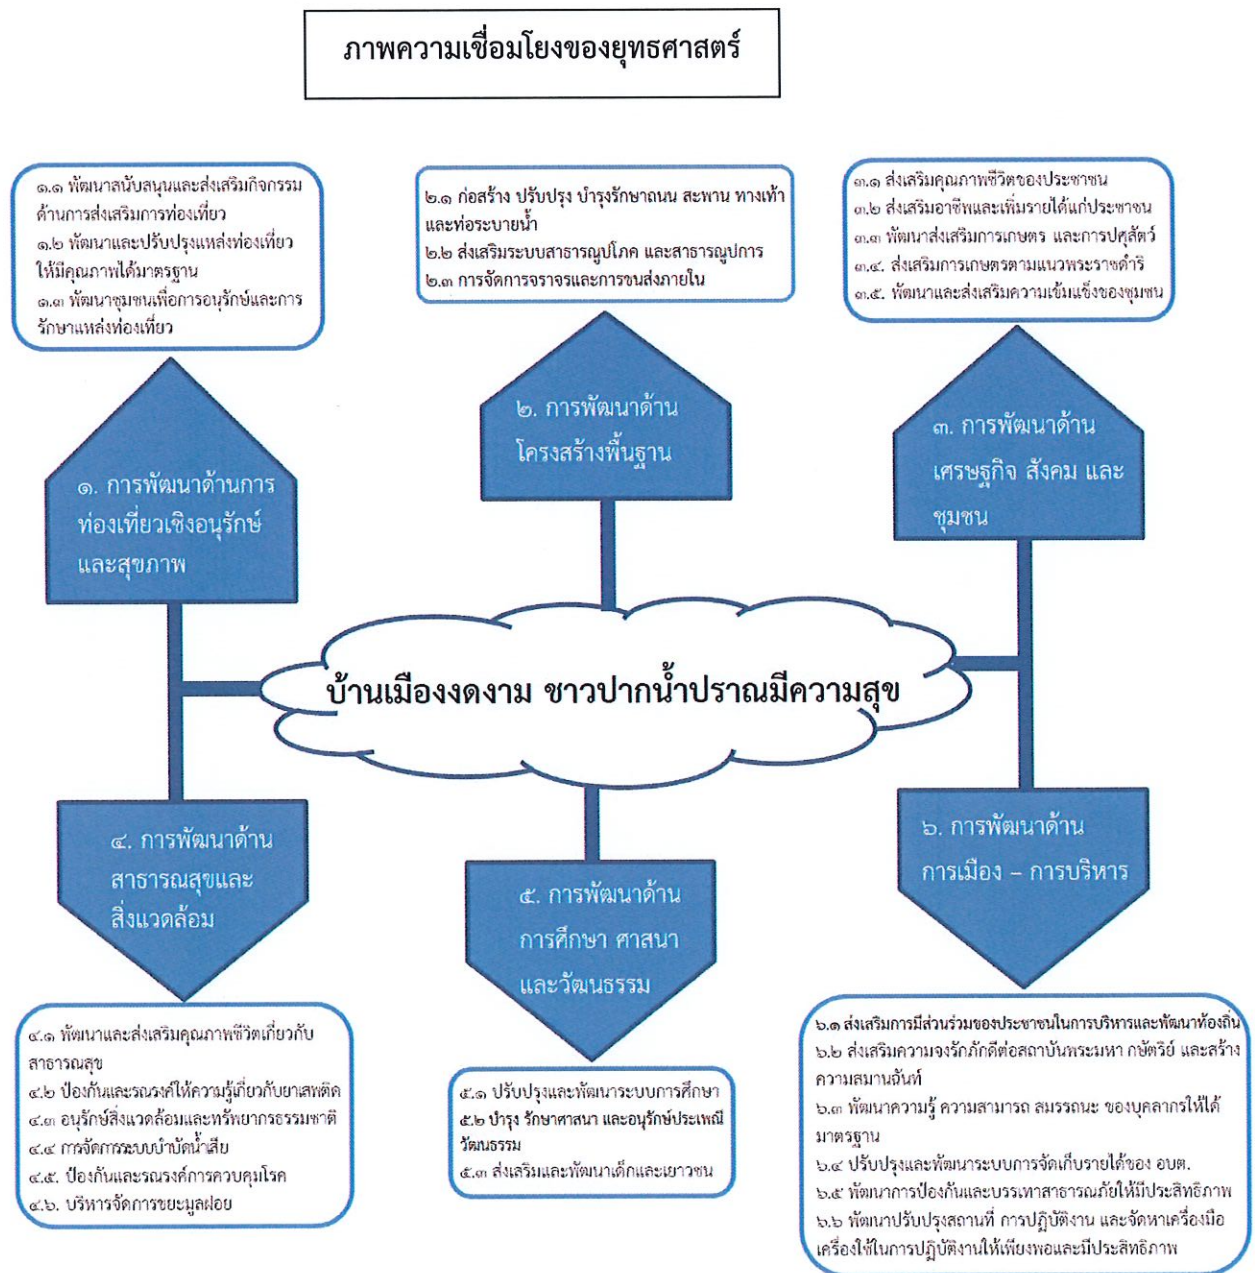 ภาพความเชื่อมโยงของยุทธศาสตร์
๑.๑ พัฒนาสนับสนุนและส่งเสริมกิจกรรม
ด้านการส่งเสริมการท่องเที่ยว
๑.๒ พัฒนาและปรับปรุงแหล่งท่องเที่ยว
ให้มีคุณภาพได้มาตรฐาน
๑.๓ พัฒนาชุมชนเพื่อการอนุรักษ์และการ
รักษาแหล่งท่องเที่ยว
๒.๑ ก่อสร้าง ปรับปรุง บำรุงรักษาถนน สะพาน ทางเท้า
และท่อระบายน้ำ
๒.๒ ส่งเสริมระบบสาธารณูปโภค และสาธารณูปการ
๒.๓ การจัดการจราจรและการขนส่งภายใน
๓.๑ ส่งเสริมคุณภาพชีวิตของประชาชน
๓.๒ ส่งเสริมอาชีพและเพิ่มรายได้แก่ประชาชน
๓.๓ พัฒนาส่งเสริมการเกษตร และการปศุสัตว์
๓.๔. ส่งเสริมการเกษตรตามแนวพระราชดำริ
๓.๕. พัฒนาและส่งเสริมความเข้มแข็งของชุมชน
๑. การพัฒนาด้านการ
ท่องเที่ยวเชิงอนุรักษ์
และสุขภาพ
๒. การพัฒนาด้าน
โครงสร้างพื้นฐาน
๓. การพัฒนาด้าน
เศรษฐกิจ สังคม และ
ชุมชน
บ้านเมืองงดงาม ชาวปากน้ำปราณมีความสุข
๔. การพัฒนาด้าน
สาธารณสุขและ
สิ่งแวดล้อม
๕. การพัฒนาด้าน
การศึกษา ศาสนา
และวัฒนธรรม
๖. การพัฒนาด้าน
การเมือง – การบริหาร
๔.๑ พัฒนาและส่งเสริมคุณภาพชีวิตเกี่ยวกับ
สาธารณสุข
๔.๒ ป้องกันและรณรงค์ให้ความรู้เกี่ยวกับยาเสพติด
๔.๓ อนุรักษ์สิ่งแวดล้อมและทรัพยากรธรรมชาติ
๔.๔ การจัดการระบบบำบัดน้ำเสีย
๔.๕. ป้องกันและรณรงค์การควบคุมโรค
๔.๖. บริหารจัดการขยะมูลฝอย
๕.๑ ปรับปรุงและพัฒนาระบบการศึกษา
๕.๒ บำรุง รักษาศาสนา และอนุรักษ์ประเพณี
วัฒนธรรม
๕.๓ ส่งเสริมและพัฒนาเด็กและเยาวชน
๖.๑ ส่งเสริมการมีส่วนร่วมของประชาชนในการบริหารและพัฒนาท้องถิ่น
๖.๒ ส่งเสริมความจงรักภักดีต่อสถาบันพระมหา กษัตริย์ และสร้าง
ความสมานฉันท์
๖.๓ พัฒนาความรู้ ความสามารถ สมรรถนะ ของบุคลากรให้ได้
มาตรฐาน
๖.๔ ปรับปรุงและพัฒนาระบบการจัดเก็บรายได้ของ อบต.
๖.๕ พัฒนาการป้องกันและบรรเทาสาธารณภัยให้มีประสิทธิภาพ
๖.๖ พัฒนาปรับปรุงสถานที่ การปฏิบัติงาน และจัดหาเครื่องมือ
เครื่องใช้ในการปฏิบัติงานให้เพียงพอและมีประสิทธิภาพ